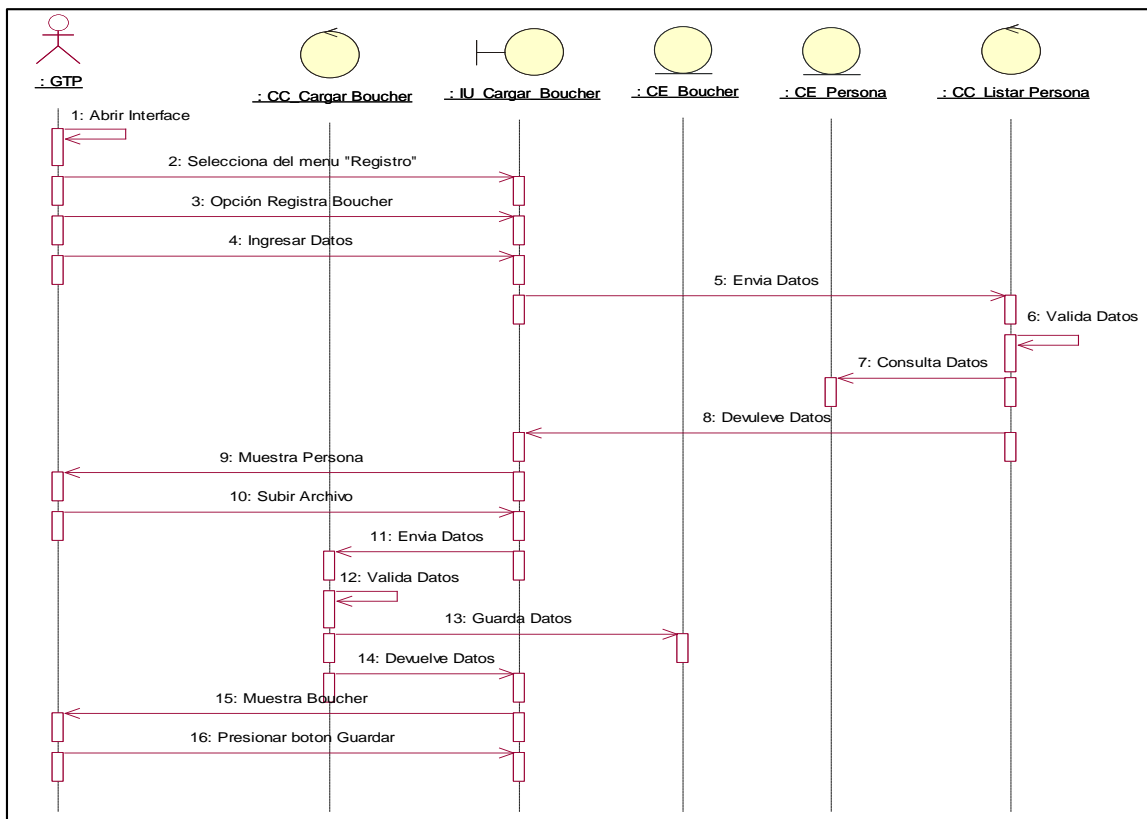 : GTP
: CC_Cargar Boucher
: IU_Cargar_Boucher
: CE_Boucher
: CE_Persona
: CC_Listar Persona
1: Abrir Interface
2: Selecciona del menu "Registro"
3: Opción Registra Boucher
4: Ingresar Datos
5: Envia Datos
6: Valida Datos
7: Consulta Datos
8: Devuleve Datos
9: Muestra Persona
10: Subir Archivo
11: Envia Datos
12: Valida Datos
13: Guarda Datos
14: Devuelve Datos
15: Muestra Boucher
16: Presionar boton Guardar